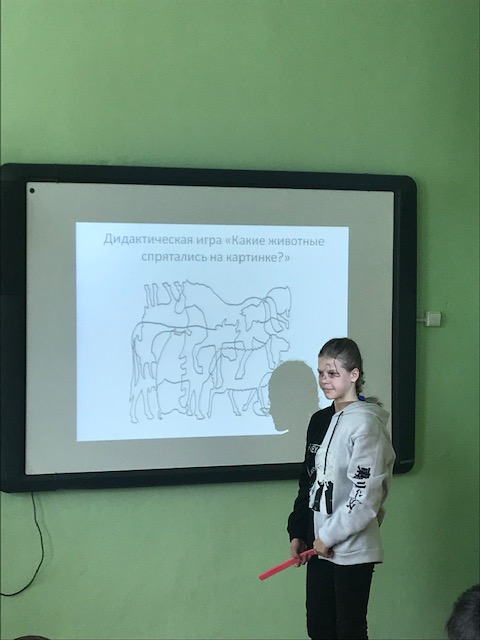 Дидактическая игра «Какие животные
спрятались на картинке?»